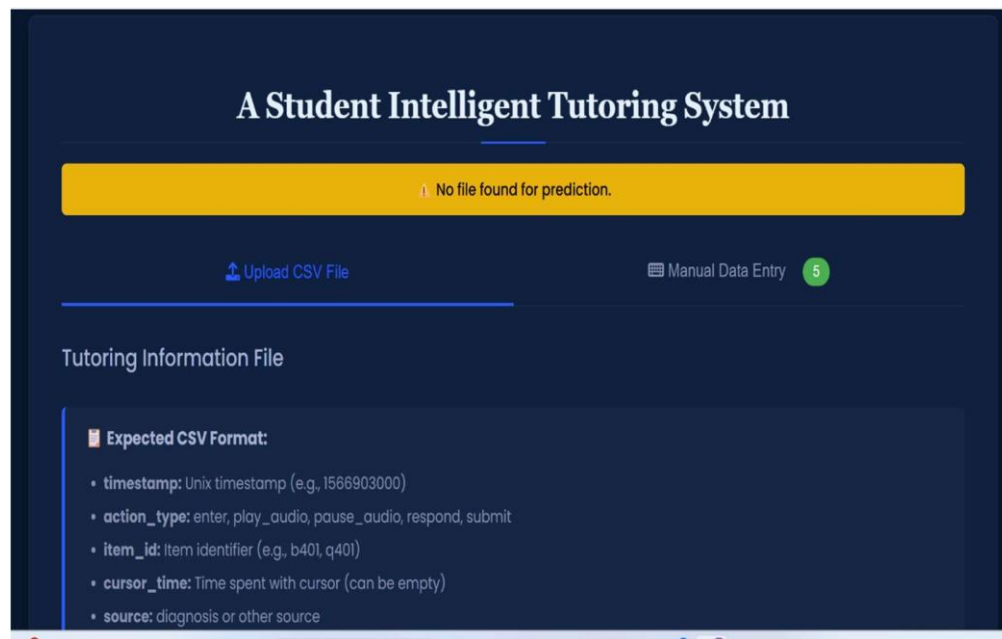 A Student Intelligent Tutoring System
⚠ No file found for prediction.
Upload CSV File
Manual Data Entry 5
Tutoring Information File
📋 Expected CSV Format:
• timestamp: Unix timestamp (e.g., 1566903000)
• action_type: enter, play_audio, pause_audio, respond, submit
• item_id: Item identifier (e.g., b401, q401)
• cursor_time: Time spent with cursor (can be empty)
• source: diagnosis or other source